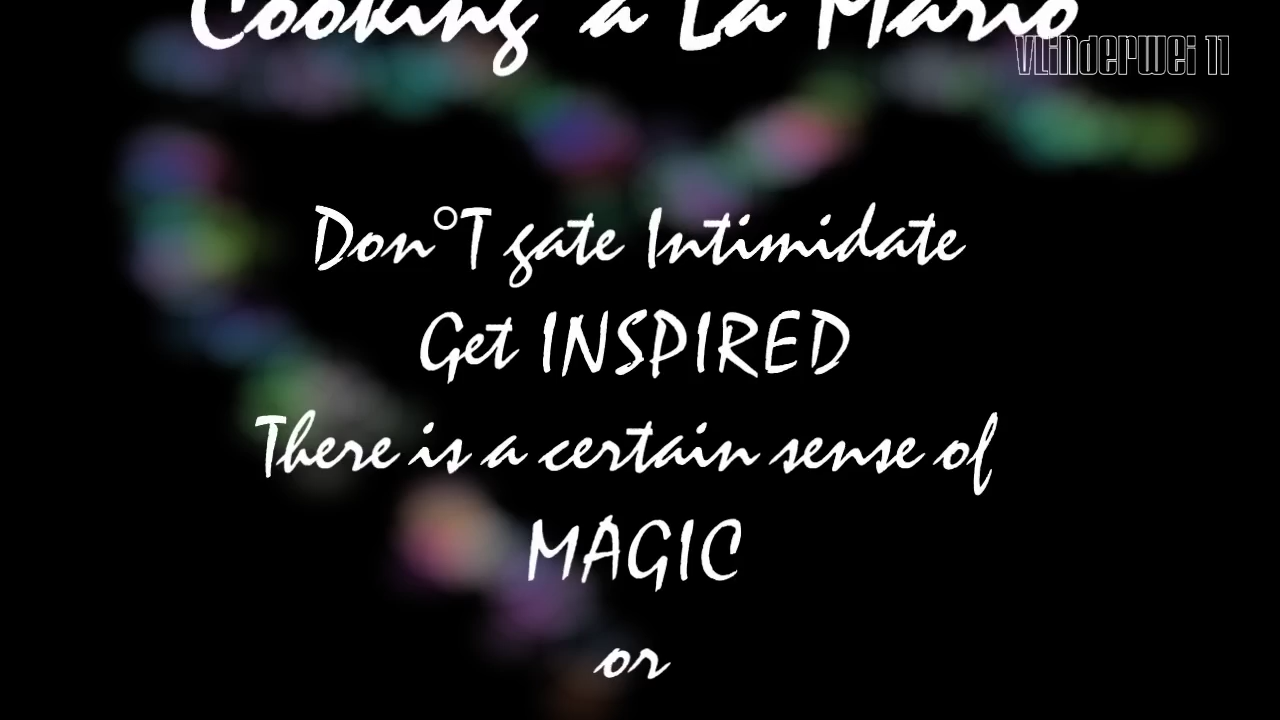 Cooking a La Mario
Vlinderwei 11
Don°T gate Intimidate
Get INSPIRED
There is a certain sense of
MAGIC
or